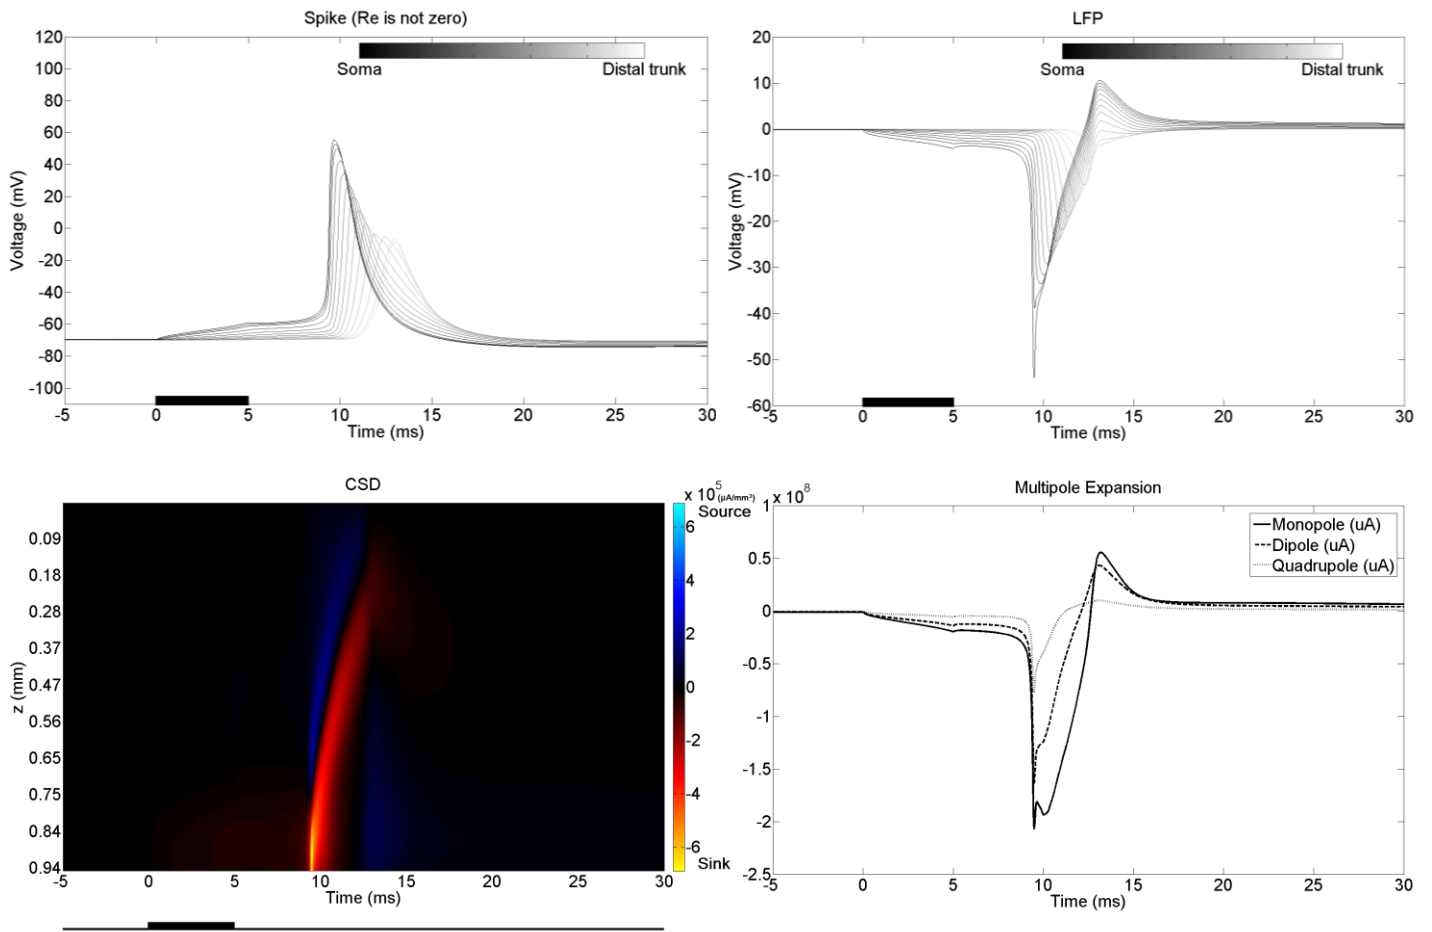 Spike (Re is not zero)
120
100
80
60
40
20
0
-20
-40
-60
-80
-100
Voltage (mV)
Soma
Distal trunk
-5 0 5 10 15 20 25 30
Time (ms)
LFP
20
10
0
-10
-20
-30
-40
-50
-60
Voltage (mV)
Soma
Distal trunk
-5 0 5 10 15 20 25 30
Time (ms)
CSD
0.09
0.18
0.28
0.37
0.47
0.56
0.65
0.75
0.84
0.94
z (mm)
-5 0 5 10 15 20 25 30
Time (ms)
x 10^5 (µA/mm³)
Source
6
4
2
0
-2
-4
-6
Sink
Multipole Expansion
x 10^8
1
0.5
0
-0.5
-1
-1.5
-2
-2.5
Monopole (uA)
Dipole (uA)
Quadrupole (uA)
-5 0 5 10 15 20 25 30
Time (ms)